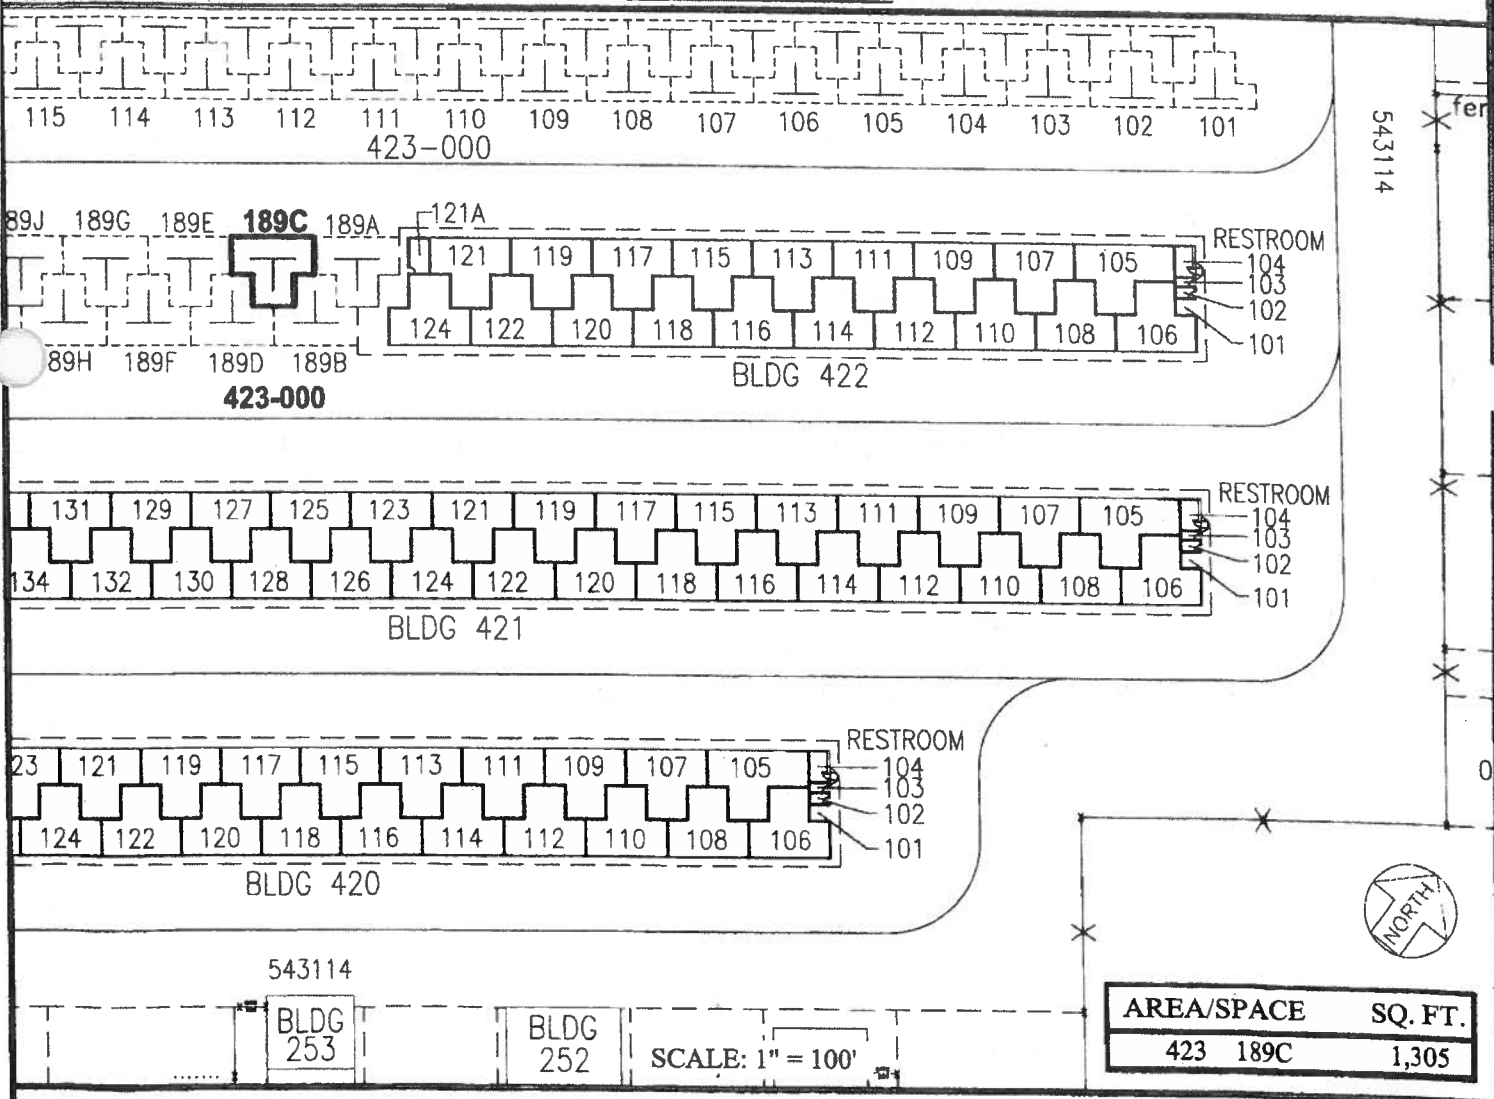 115 114 113 112 111 110 109 108 107 106 105 104 103 102 101
423-000
543114
fer
89J 189G 189E 189C 189A
121A
121 119 117 115 113 111 109 107 105
RESTROOM
104
103
102
101
124 122 120 118 116 114 112 110 108 106
89H 189F 189D 189B
423-000
BLDG 422
131 129 127 125 123 121 119 117 115 113 111 109 107 105
RESTROOM
104
103
102
101
134 132 130 128 126 124 122 120 118 116 114 112 110 108 106
BLDG 421
23 121 119 117 115 113 111 109 107 105
RESTROOM
104
103
102
101
124 122 120 118 116 114 112 110 108 106
BLDG 420
0
NORTH
543114
BLDG
253
BLDG
252
SCALE: 1" = 100'
AREA/SPACE SQ. FT.
423 189C 1,305